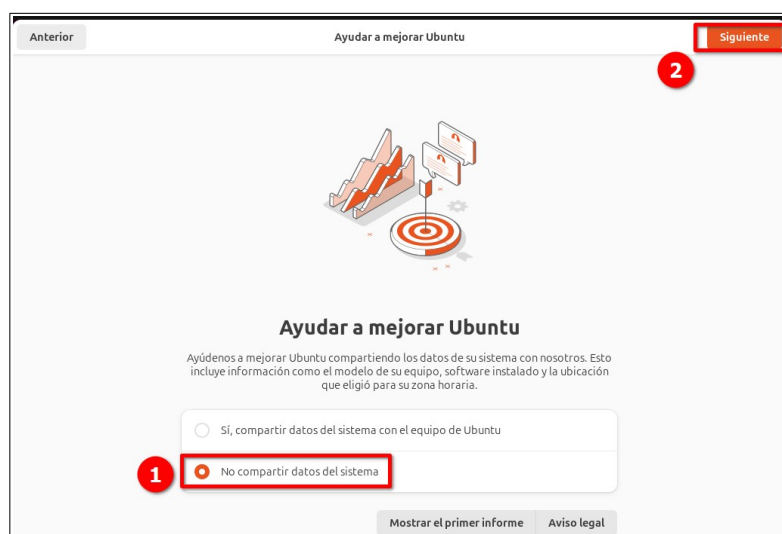 Anterior
Ayudar a mejorar Ubuntu
Siguiente
2
Ayudar a mejorar Ubuntu
Ayúdenos a mejorar Ubuntu compartiendo los datos de su sistema con nosotros. Esto
incluye información como el modelo de su equipo, software instalado y la ubicación
que eligió para su zona horaria.
Sí, compartir datos del sistema con el equipo de Ubuntu
1
No compartir datos del sistema
Mostrar el primer informe
Aviso legal